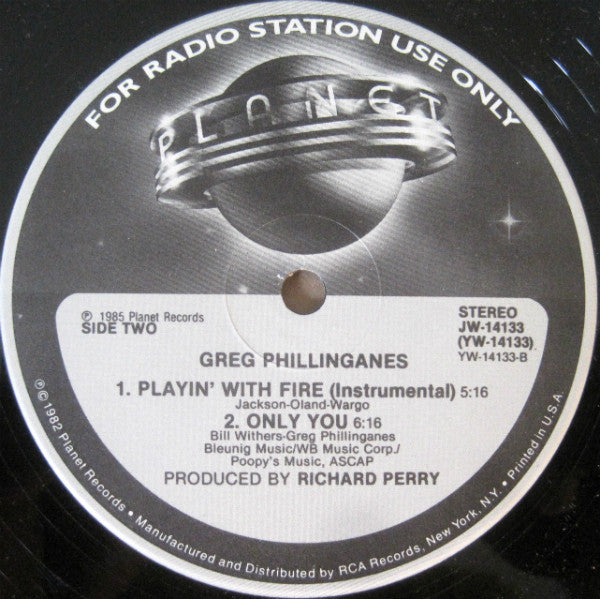 FOR RADIO STATION USE ONLY
PLANET
℗ 1985 Planet Records
SIDE TWO
STEREO
JW-14133
(YW-14133)
YW-14133-B
GREG PHILLINGANES
1. PLAYIN' WITH FIRE (Instrumental) 5:16
Jackson-Oland-Wargo
2. ONLY YOU 6:16
Bill Withers-Greg Phillinganes
Bleunig Music/WB Music Corp./
Poopy's Music, ASCAP
PRODUCED BY RICHARD PERRY
℗©1982 Planet Records • Manufactured and Distributed by RCA Records, New York, N.Y. • Printed in U.S.A.